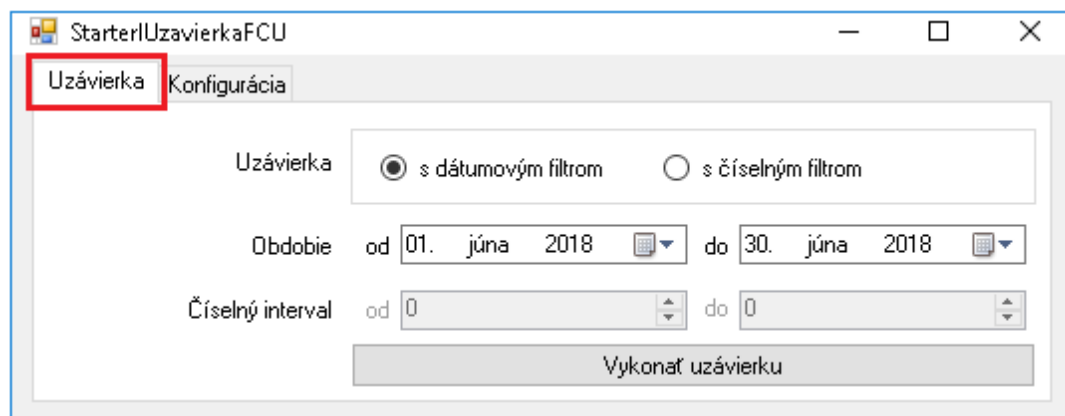 StarterIUzavierkaFCU
Uzávierka Konfigurácia
Uzávierka s dátumovým filtrom s číselným filtrom
Obdobie od 01. júna 2018 do 30. júna 2018
Číselný interval od 0 do 0
Vykonať uzávierku